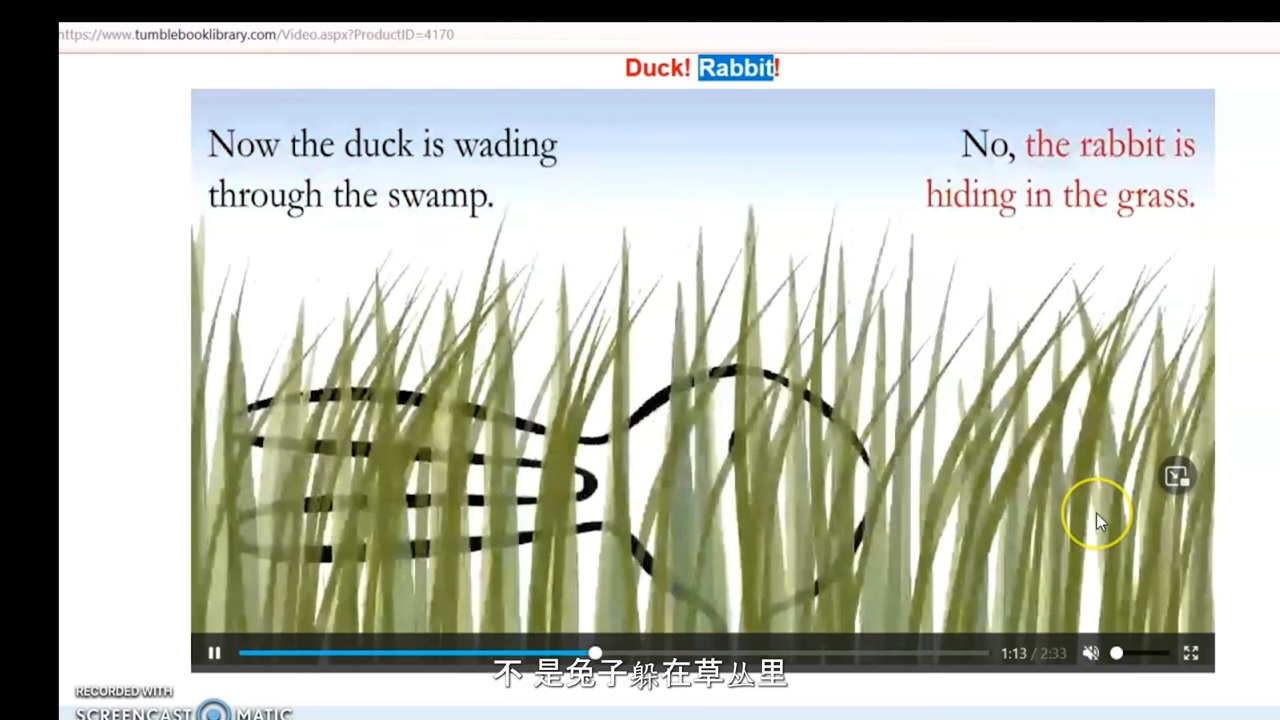 https://www.tumblebooklibrary.com/Video.aspx?ProductID=4170
Duck! Rabbit!
Now the duck is wading
through the swamp.
No, the rabbit is
hiding in the grass.
1:13 / 2:33
不 是兔子躲在草丛里
RECORDED WITH
SCREENCAST MATIC